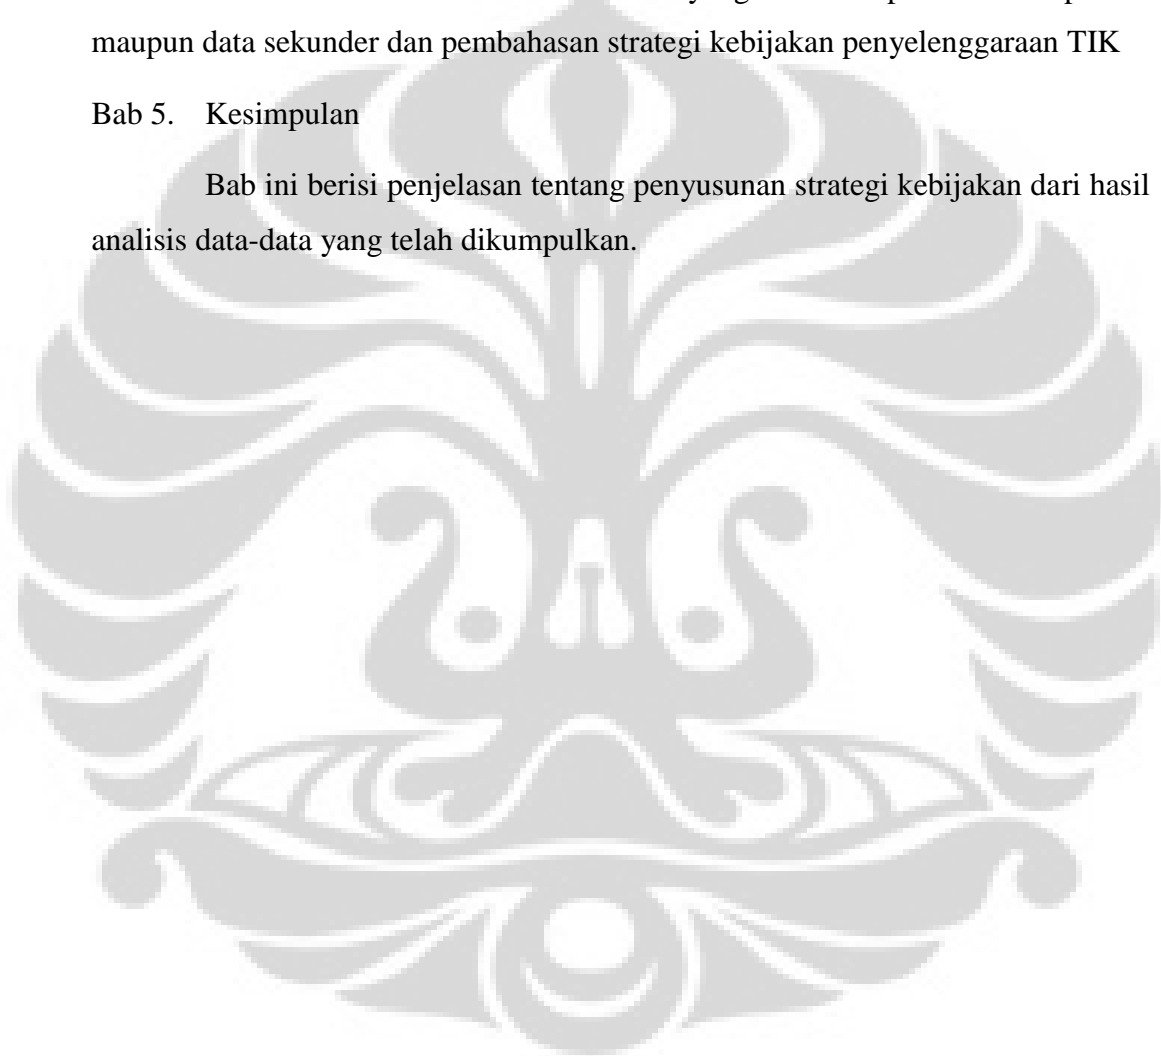 maupun data sekunder dan pembahasan strategi kebijakan penyelenggaraan TIK
Bab 5. Kesimpulan
Bab ini berisi penjelasan tentang penyusunan strategi kebijakan dari hasil
analisis data-data yang telah dikumpulkan.